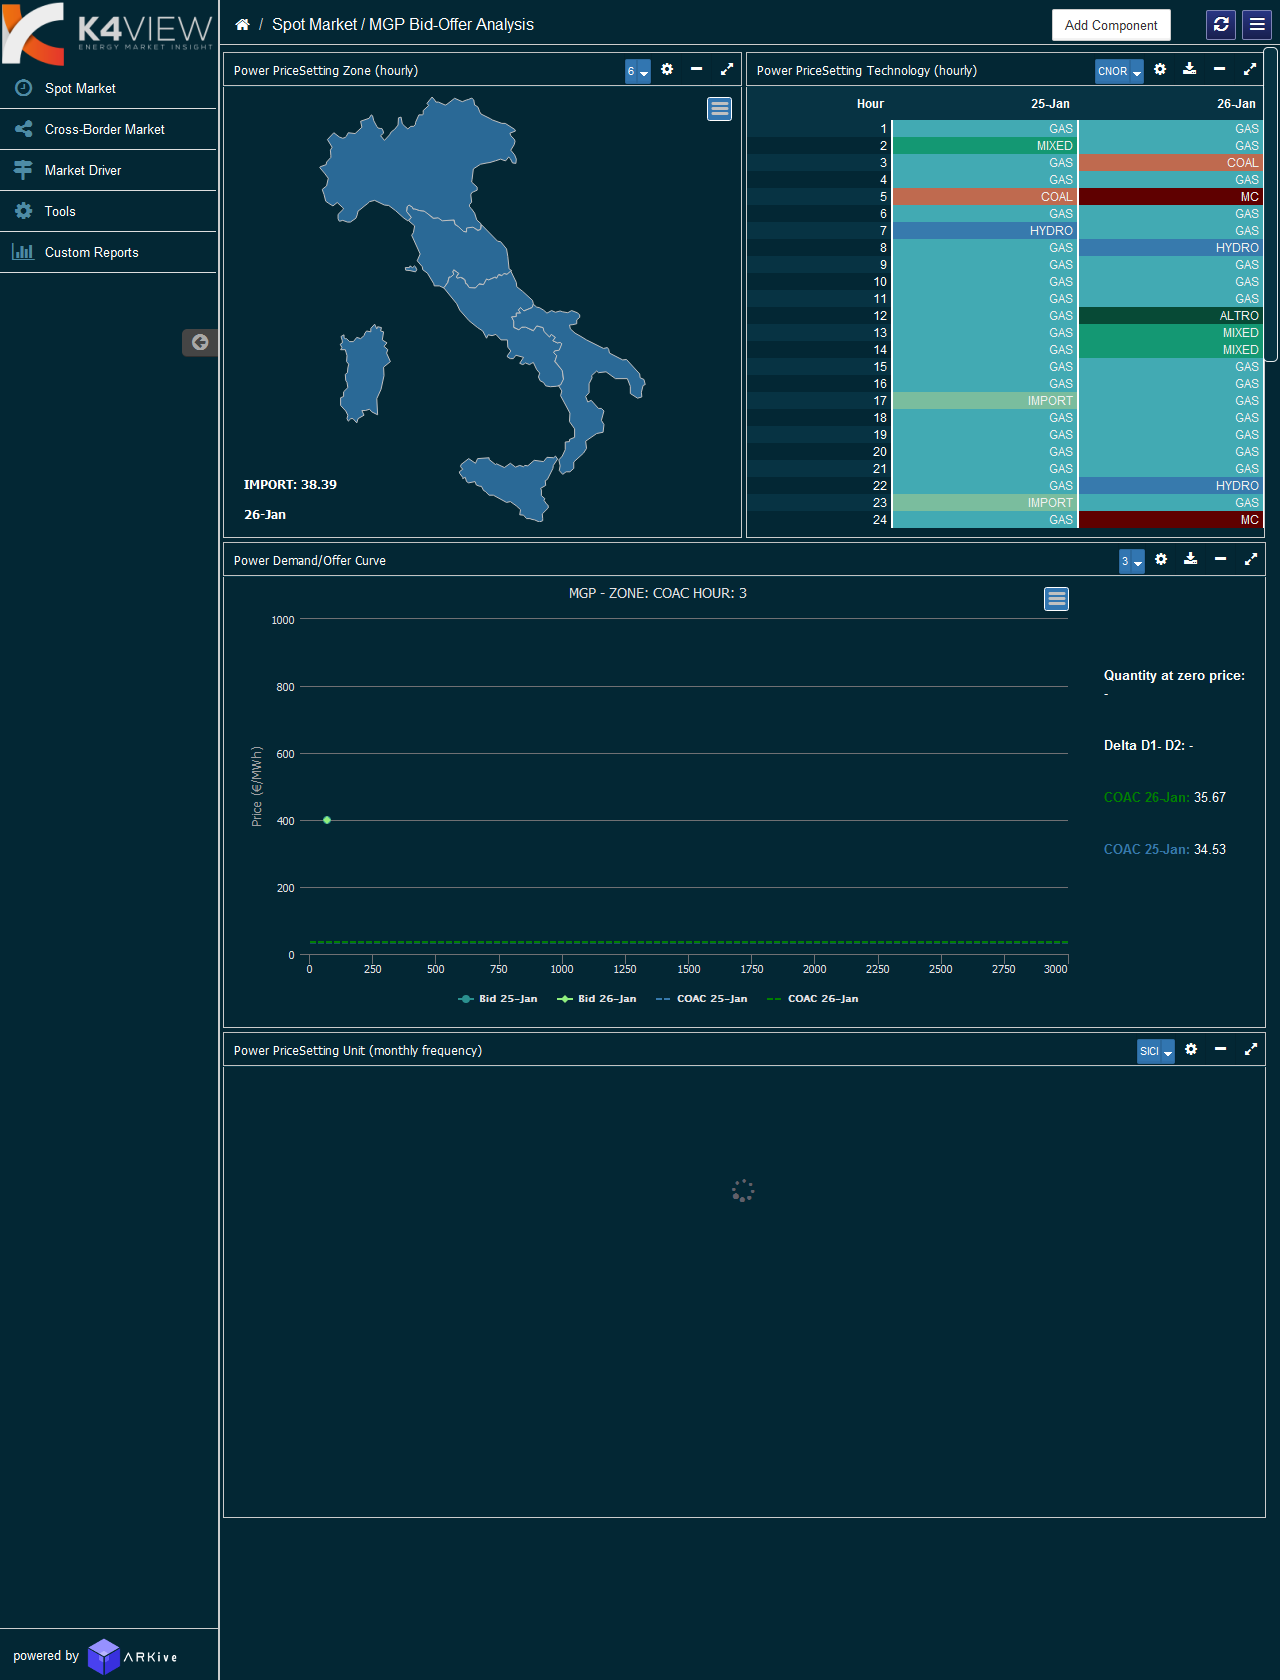 K4VIEW
ENERGY MARKET INSIGHT
/ Spot Market / MGP Bid-Offer Analysis
Add Component
Spot Market
Cross-Border Market
Market Driver
Tools
Custom Reports
Power PriceSetting Zone (hourly)
6
IMPORT: 38.39
26-Jan
Power PriceSetting Technology (hourly)
CNOR
Hour 25-Jan 26-Jan
1 GAS GAS
2 MIXED GAS
3 GAS COAL
4 GAS GAS
5 COAL MC
6 GAS GAS
7 HYDRO GAS
8 GAS HYDRO
9 GAS GAS
10 GAS GAS
11 GAS GAS
12 GAS ALTRO
13 GAS MIXED
14 GAS MIXED
15 GAS GAS
16 GAS GAS
17 IMPORT GAS
18 GAS GAS
19 GAS GAS
20 GAS GAS
21 GAS GAS
22 GAS HYDRO
23 IMPORT GAS
24 GAS MC
Power Demand/Offer Curve
3
MGP - ZONE: COAC HOUR: 3
Price (€/MWh)
1000
800
600
400
200
0
0 250 500 750 1000 1250 1500 1750 2000 2250 2500 2750 3000
Bid 25-Jan Bid 26-Jan COAC 25-Jan COAC 26-Jan
Quantity at zero price:
-
Delta D1- D2: -
COAC 26-Jan: 35.67
COAC 25-Jan: 34.53
Power PriceSetting Unit (monthly frequency)
SICI
powered by ARKive